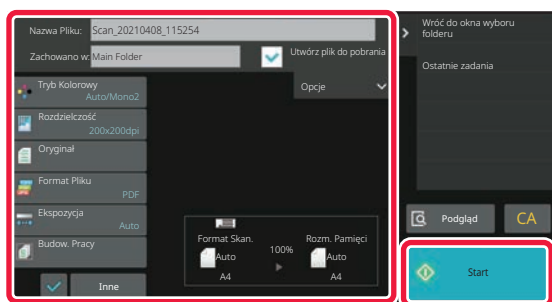 Nazwa Pliku: Scan_20210408_115254
Zachowano w: Main Folder
Utwórz plik do pobrania
Opcje
Tryb Kolorowy
Auto/Mono2
Rozdzielczość
200x200dpi
Oryginał
Format Pliku
PDF
Ekspozycja
Auto
Budow. Pracy
Inne
Format Skan.
Auto
A4
100%
Rozm. Pamięci
Auto
A4
Wróć do okna wyboru
folderu
Ostatnie zadania
Podgląd
CA
Start